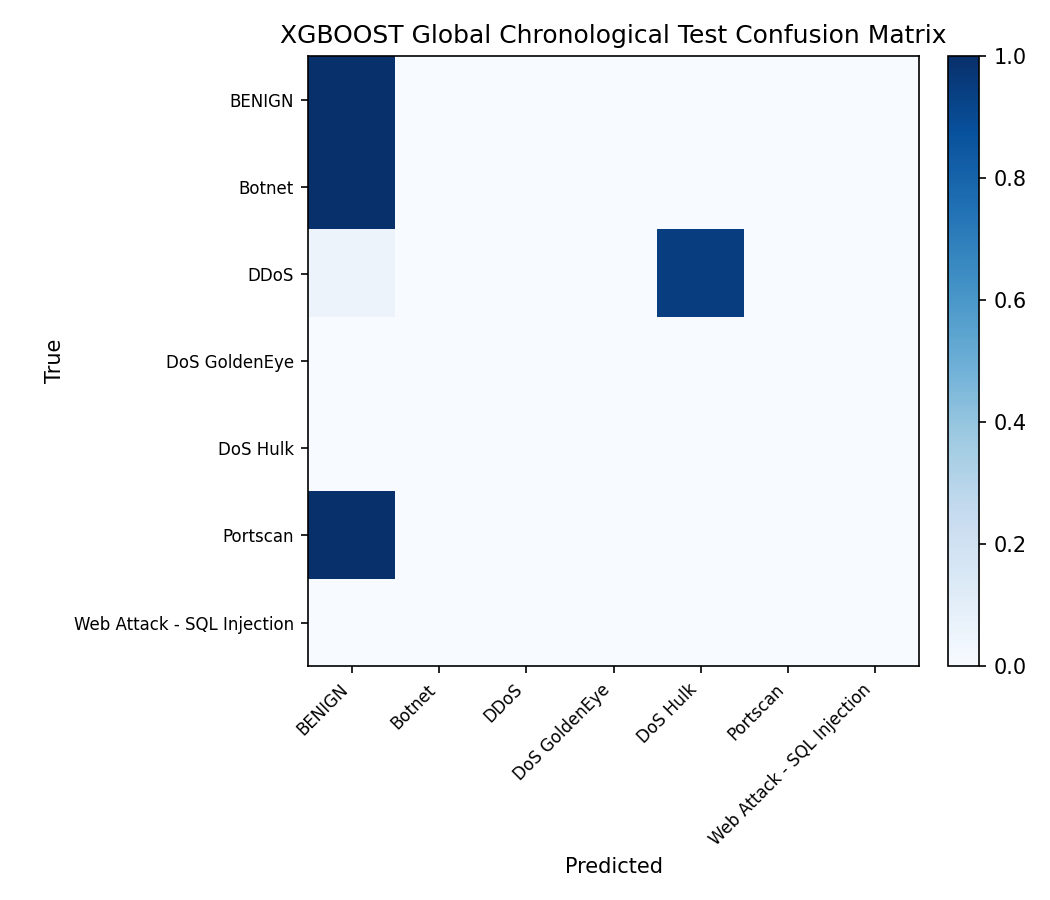 XGBOOST Global Chronological Test Confusion Matrix
True
BENIGN
Botnet
DDoS
DoS GoldenEye
DoS Hulk
Portscan
Web Attack - SQL Injection
BENIGN
Botnet
DDoS
DoS GoldenEye
DoS Hulk
Portscan
Web Attack - SQL Injection
Predicted
1.0
0.8
0.6
0.4
0.2
0.0